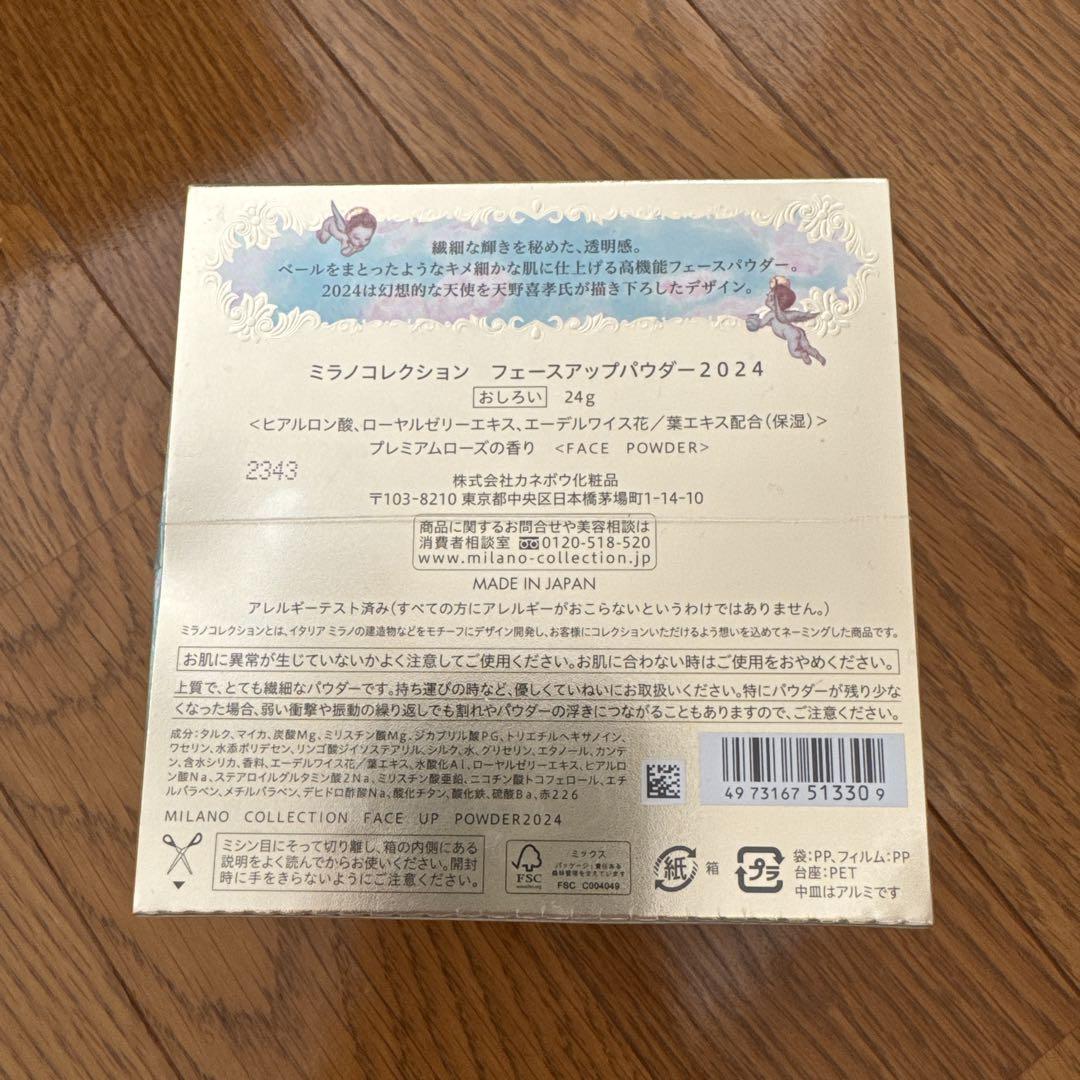 繊細な輝きを秘めた、透明感。
ベールをまとったようなキメ細かな肌に仕上げる高機能フェースパウダー。
2024は幻想的な天使を天野喜孝氏が描き下ろしたデザイン。
ミラノコレクション フェースアップパウダー2024
おしろい 24g
<ヒアルロン酸、ローヤルゼリーエキス、エーデルワイス花/葉エキス配合(保湿)>
プレミアムローズの香り <FACE POWDER>
2343
株式会社カネボウ化粧品
〒103-8210 東京都中央区日本橋茅場町1-14-10
商品に関するお問合せや美容相談は
消費者相談室 0120-518-520
www.milano-collection.jp
MADE IN JAPAN
アレルギーテスト済み(すべての方にアレルギーがおこらないというわけではありません。)
ミラノコレクションとは、イタリア ミラノの建造物などをモチーフにデザイン開発し、お客様にコレクションいただけるよう想いを込めてネーミングした商品です。
お肌に異常が生じていないかよく注意してご使用ください。お肌に合わない時はご使用をおやめください。
上質で、とても繊細なパウダーです。持ち運びの時など、優しくていねいにお取扱いください。特にパウダーが残り少な
くなった場合、弱い衝撃や振動の繰り返しでも割れやパウダーの浮きにつながることもありますので、ご注意ください。
成分:タルク、マイカ、炭酸Mg、ミリスチン酸Mg、ジカプリル酸PG、トリエチルヘキサノイン、
ワセリン、水添ポリデセン、リンゴ酸ジイソステアリル、シルク、水、グリセリン、エタノール、カンテ
ン、含水シリカ、香料、エーデルワイス花/葉エキス、水酸化Al、ローヤルゼリーエキス、ヒアルロ
ン酸Na、ステアロイルグルタミン酸2Na、ミリスチン酸亜鉛、ニコチン酸トコフェロール、エチ
ルパラベン、メチルパラベン、デヒドロ酢酸Na、酸化チタン、酸化鉄、硫酸Ba、赤226
4973167513309
MILANO COLLECTION FACE UP POWDER2024
ミシン目にそって切り離し、箱の内側にある
説明をよく読んでからお使いください。開封
時に手をきらないようにご注意ください。
FSC
www.fsc.org
ミックス
パッケージ|責任ある
森林管理を支えています
FSC C004049
紙 箱
プラ
袋:PP、フィルム:PP
台座:PET
中皿はアルミです